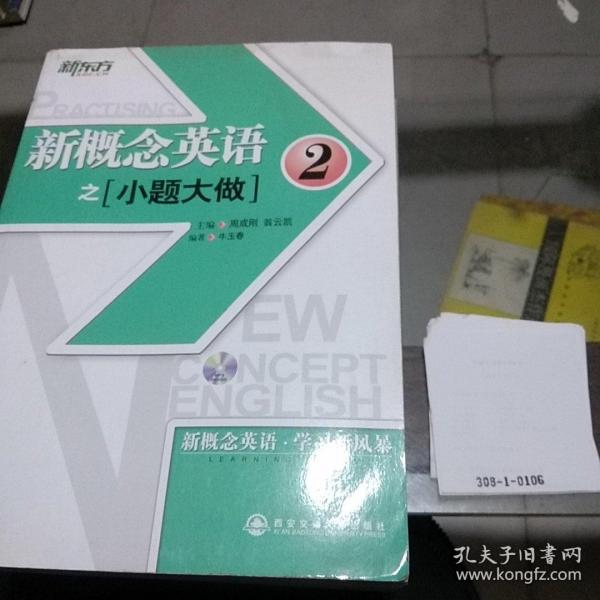 新东方
PRACTISING
新概念英语
2
之[小题大做]
主编 周成刚 翁云凯
编著 牛玉春
NEW
CONCEPT
ENGLISH
新概念英语·学习新风暴
LEARNING
西安交通大学出版社
XI'AN JIAOTONG UNIVERSITY PRESS
308-1-0106
孔夫子旧书网
www.kongfz.com